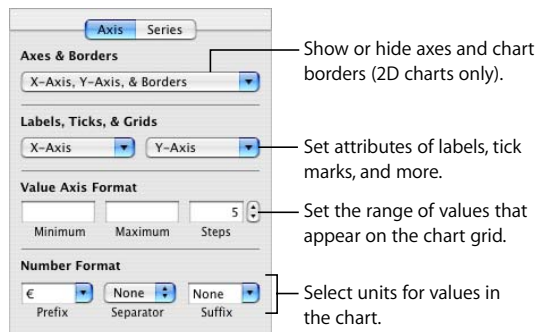 Axis Series
Axes & Borders
X-Axis, Y-Axis, & Borders
Show or hide axes and chart
borders (2D charts only).
Labels, Ticks, & Grids
X-Axis Y-Axis
Set attributes of labels, tick
marks, and more.
Value Axis Format
5
Minimum Maximum Steps
Set the range of values that
appear on the chart grid.
Number Format
€ None None
Prefix Separator Suffix
Select units for values in
the chart.